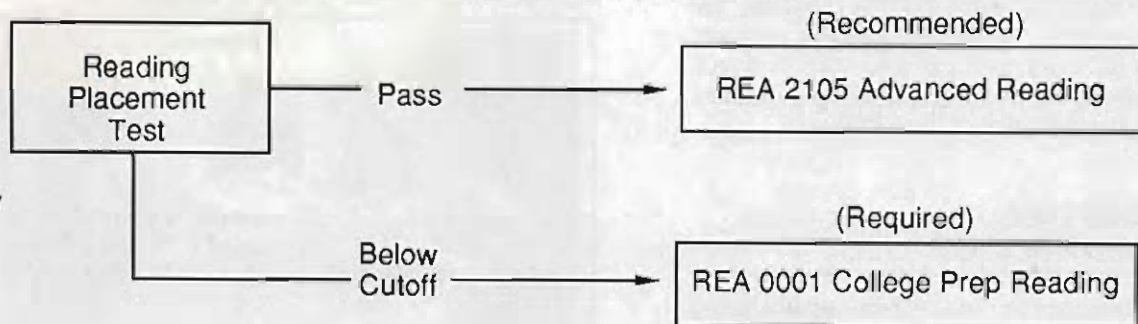 Reading
Placement
Test
Pass
(Recommended)
REA 2105 Advanced Reading
Below
Cutoff
(Required)
REA 0001 College Prep Reading